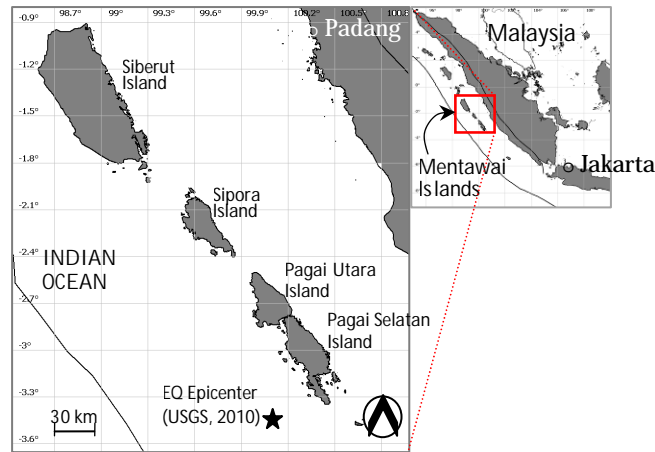 98.7° 99° 99.3° 99.6° 99.9° 100.2° 100.5° 100.8
-0.9°
-1.2°
-1.5°
-1.8°
-2.1°
-2.4°
-2.7°
-3°
-3.3°
-3.6°
Padang
Siberut
Island
Sipora
Island
INDIAN
OCEAN
Pagai Utara
Island
Pagai Selatan
Island
EQ Epicenter
(USGS, 2010)
30 km
Malaysia
Mentawai
Islands
Jakarta